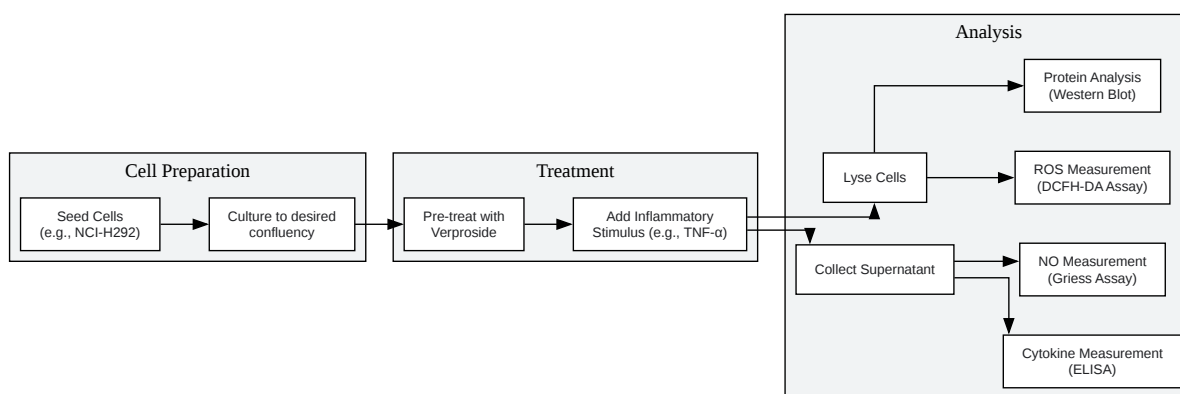 Analysis
Protein Analysis
(Western Blot)
Cell Preparation
Treatment
Lyse Cells
ROS Measurement
(DCFH-DA Assay)
Seed Cells
(e.g., NCI-H292)
Culture to desired
confluency
Pre-treat with
Verproside
Add Inflammatory
Stimulus (e.g., TNF-α)
Collect Supernatant
NO Measurement
(Griess Assay)
Cytokine Measurement
(ELISA)